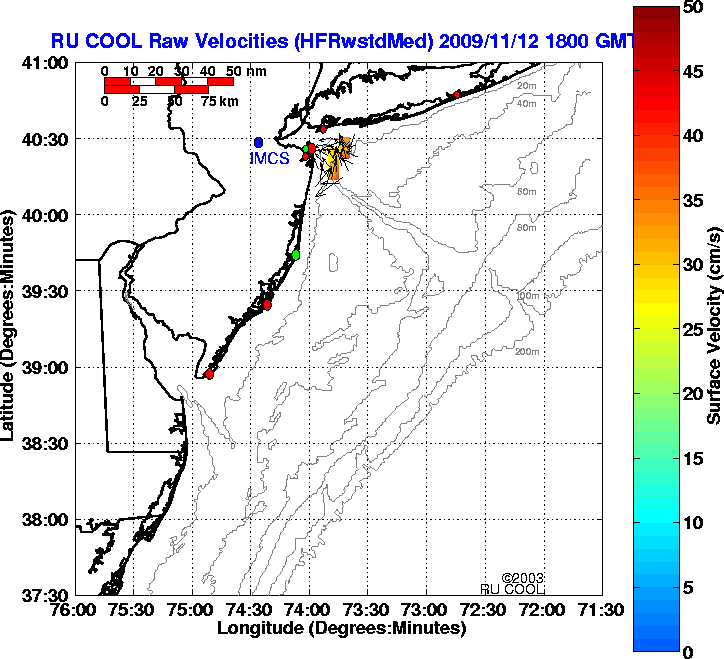 RU COOL Raw Velocities (HFRwstdMed) 2009/11/12 1800 GMT
0 10 20 30 40 50 nm
0 25 50 75 km
41:00
40:30
40:00
39:30
39:00
38:30
38:00
37:30
76:00 75:30 75:00 74:30 74:00 73:30 73:00 72:30 72:00 71:30
Longitude (Degrees:Minutes)
Latitude (Degrees:Minutes)
IMCS
20m
40m
60m
80m
100m
200m
©2003
RU COOL
50
45
40
35
30
25
20
15
10
5
0
Surface Velocity (cm/s)